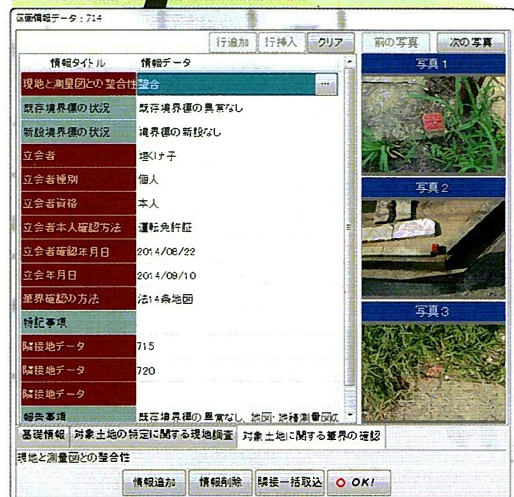 区画情報データ：714
行追加 行挿入 クリア 前の写真 次の写真
情報タイトル 情報データ
現地と測量図との整合性 整合 ...
既存境界標の状況 既存境界標の異常なし
新設境界標の状況 境界標の新設なし
立会者
立会者種別 個人
立会者資格 本人
立会者本人確認方法 運転免許証
立会者確認年月日 2014/08/22
立会年月日 2014/09/10
筆界確認の方法 法14条地図
特記事項
隣接地データ 715
隣接地データ 720
隣接地データ
報告事項 既存境界標の異常なし、地図・地積測量図の
写真1
写真2
写真3
基礎情報 対象土地の特定に関する現地調査 対象土地に関する筆界の確認
現地と測量図との整合性
情報追加 情報削除 隣接一括取込 OK!